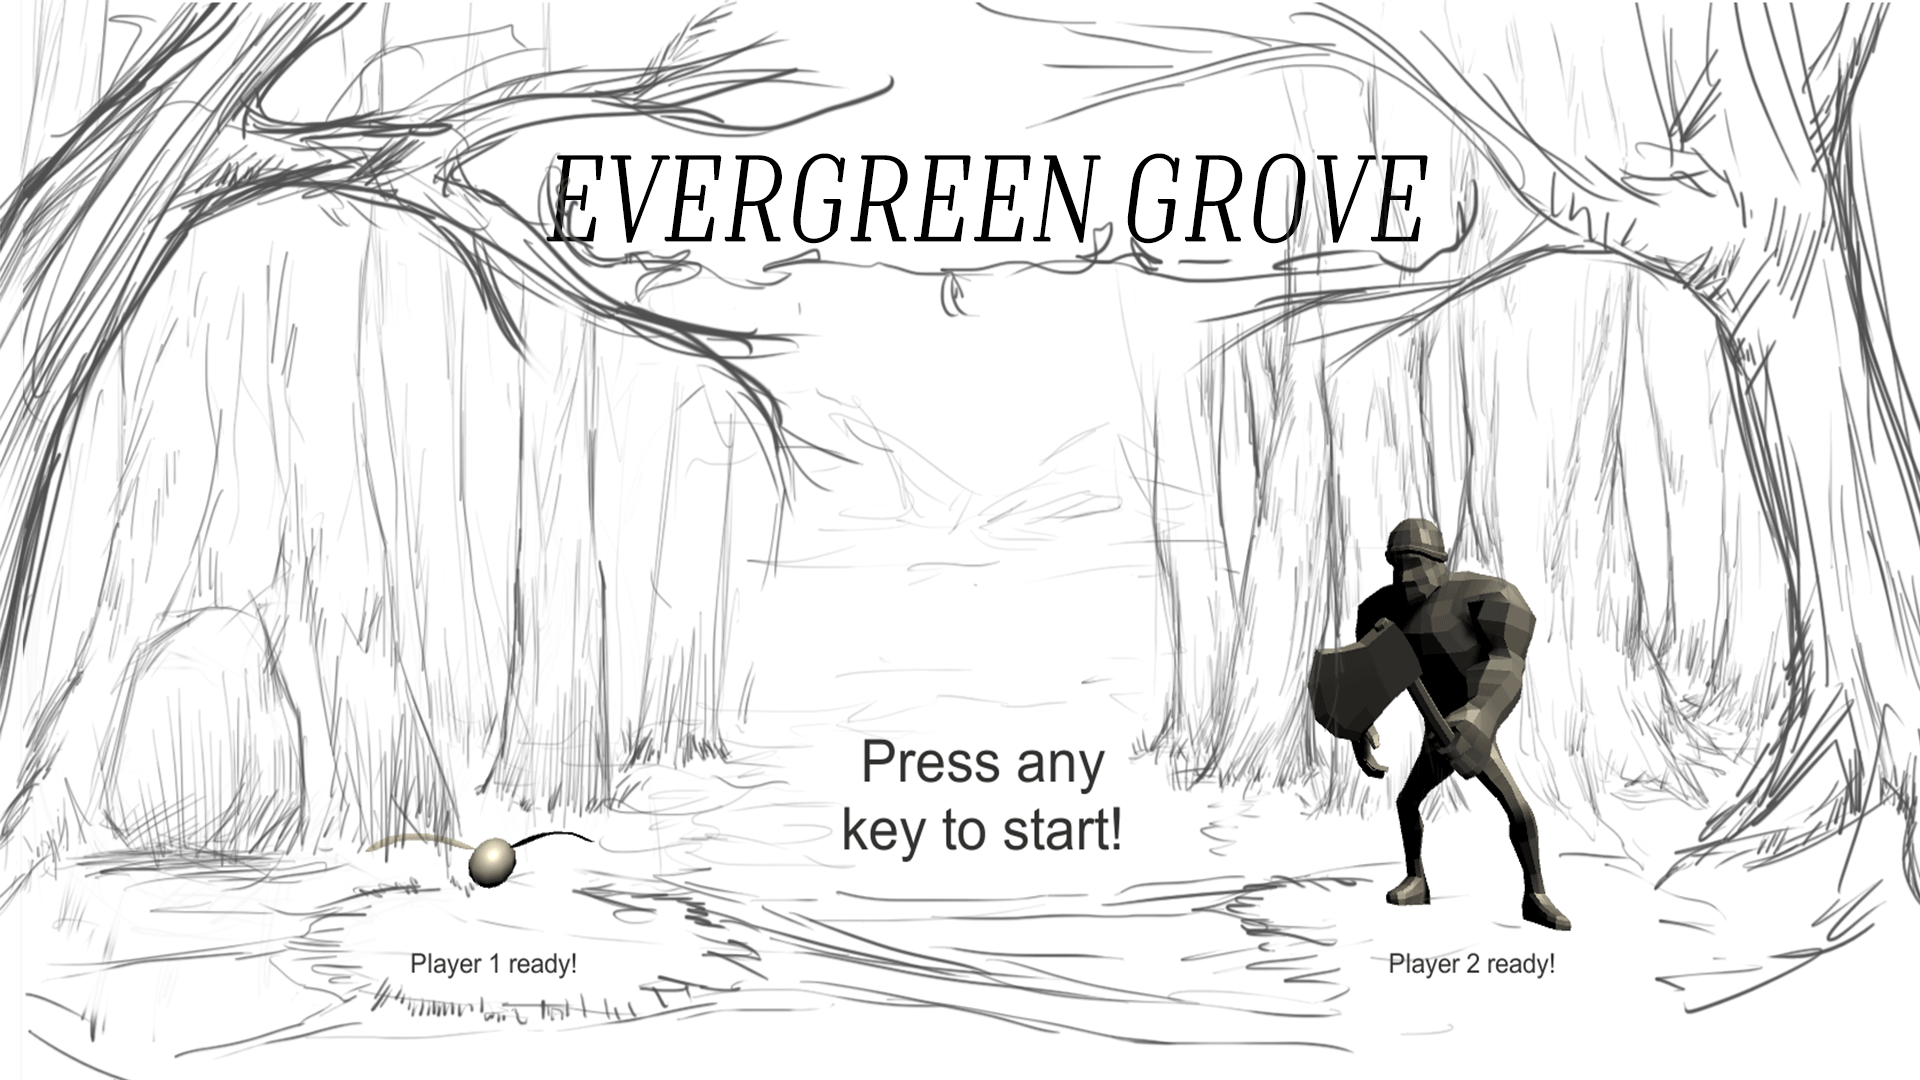 EVERGREEN GROVE
Press any
key to start!
Player 1 ready!
Player 2 ready!